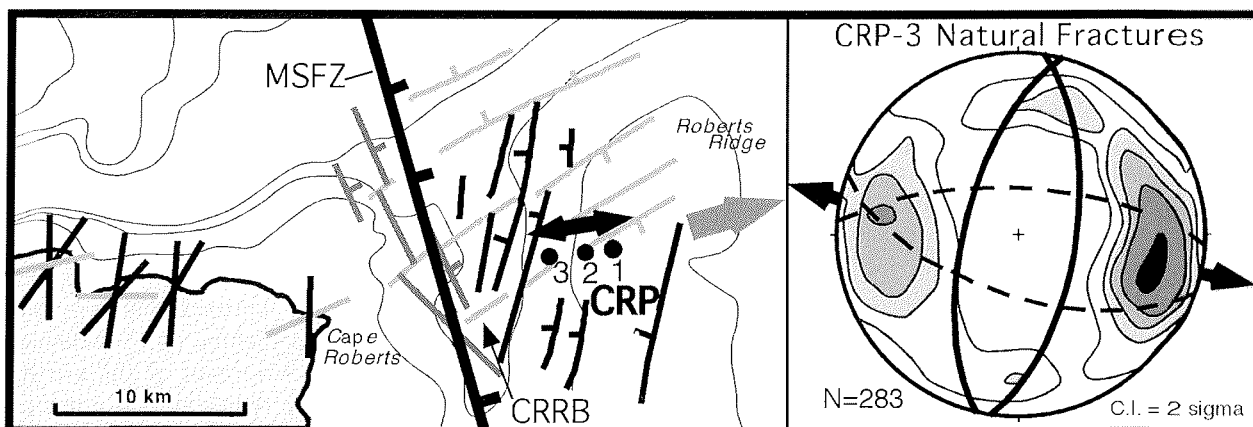 MSFZ
Roberts
Ridge
3 2 1
CRP
Cape
Roberts
10 km
CRRB
CRP-3 Natural Fractures
N=283
C.I. = 2 sigma